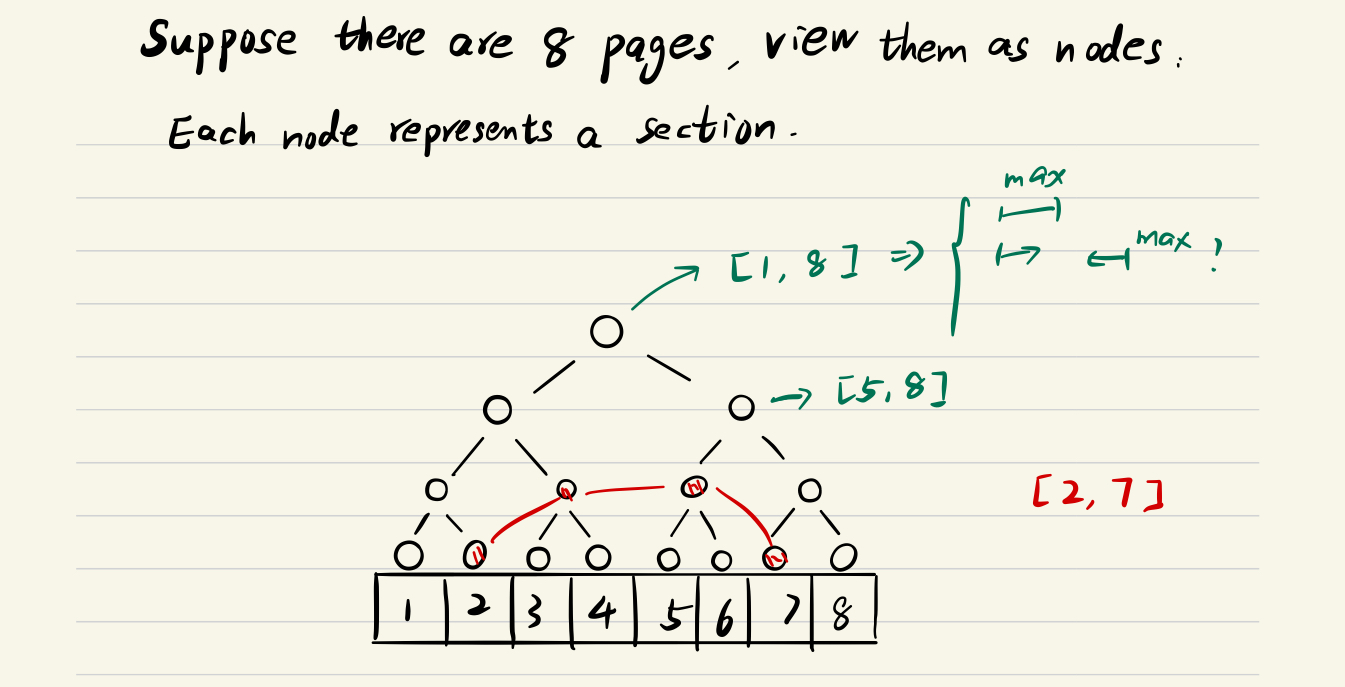 Suppose there are 8 pages, view them as nodes.
Each node represents a section.
max
[1, 8] ⇒ { max ?
→ [5, 8]
[2, 7]
1 2 3 4 5 6 7 8